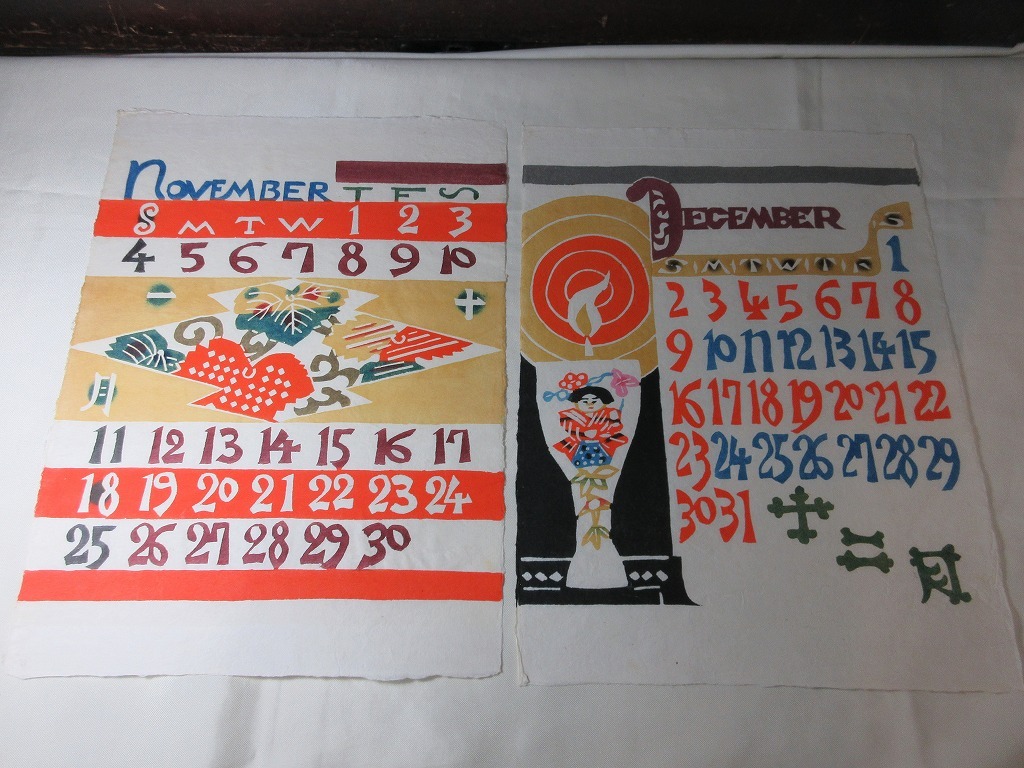 NOVEMBER T F S
S M T W 1 2 3
4 5 6 7 8 9 10
十一月
11 12 13 14 15 16 17
18 19 20 21 22 23 24
25 26 27 28 29 30
DECEMBER
S M T W T F S
1
2 3 4 5 6 7 8
9 10 11 12 13 14 15
16 17 18 19 20 21 22
23 24 25 26 27 28 29
30 31
十二月